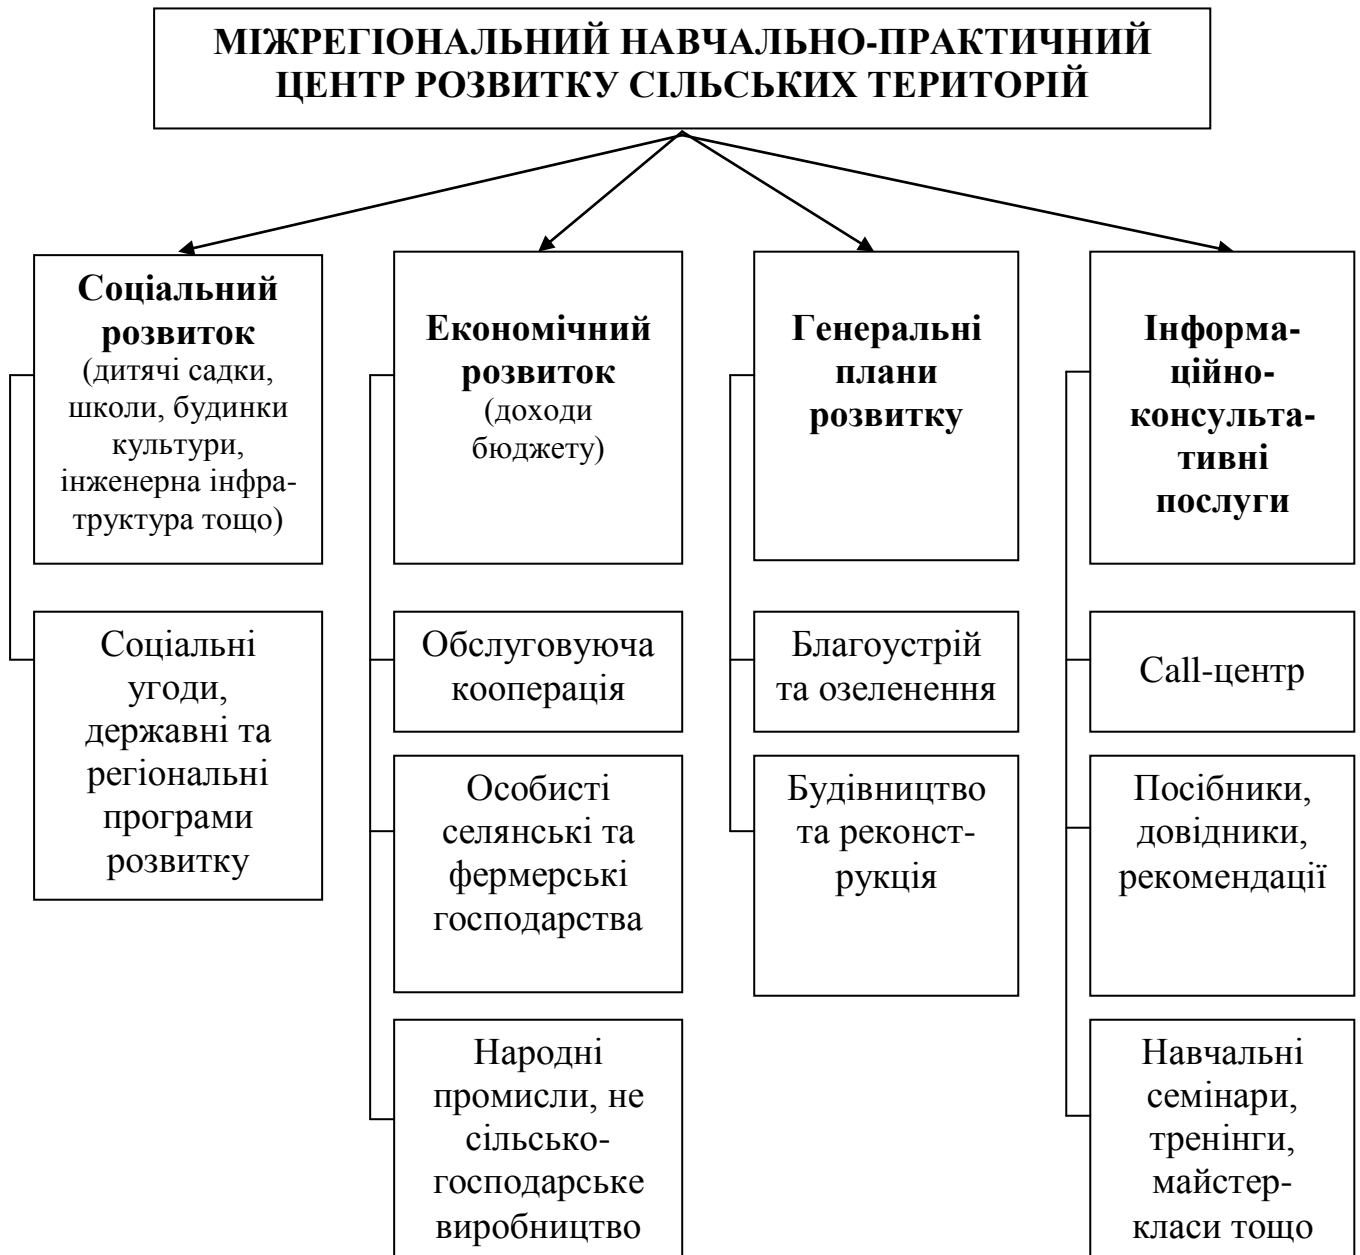 МІЖРЕГІОНАЛЬНИЙ НАВЧАЛЬНО-ПРАКТИЧНИЙ
ЦЕНТР РОЗВИТКУ СІЛЬСЬКИХ ТЕРИТОРІЙ
Соціальний
розвиток
(дитячі садки,
школи, будинки
культури,
інженерна інфра-
труктура тощо)
Соціальні
угоди,
державні та
регіональні
програми
розвитку
Економічний
розвиток
(доходи
бюджету)
Обслуговуюча
кооперація
Особисті
селянські та
фермерські
господарства
Народні
промисли, не
сільсько-
господарське
виробництво
Генеральні
плани
розвитку
Благоустрій
та озеленення
Будівництво
та реконст-
рукція
Інформа-
ційно-
консульта-
тивні
послуги
Call-центр
Посібники,
довідники,
рекомендації
Навчальні
семінари,
тренінги,
майстер-
класи тощо